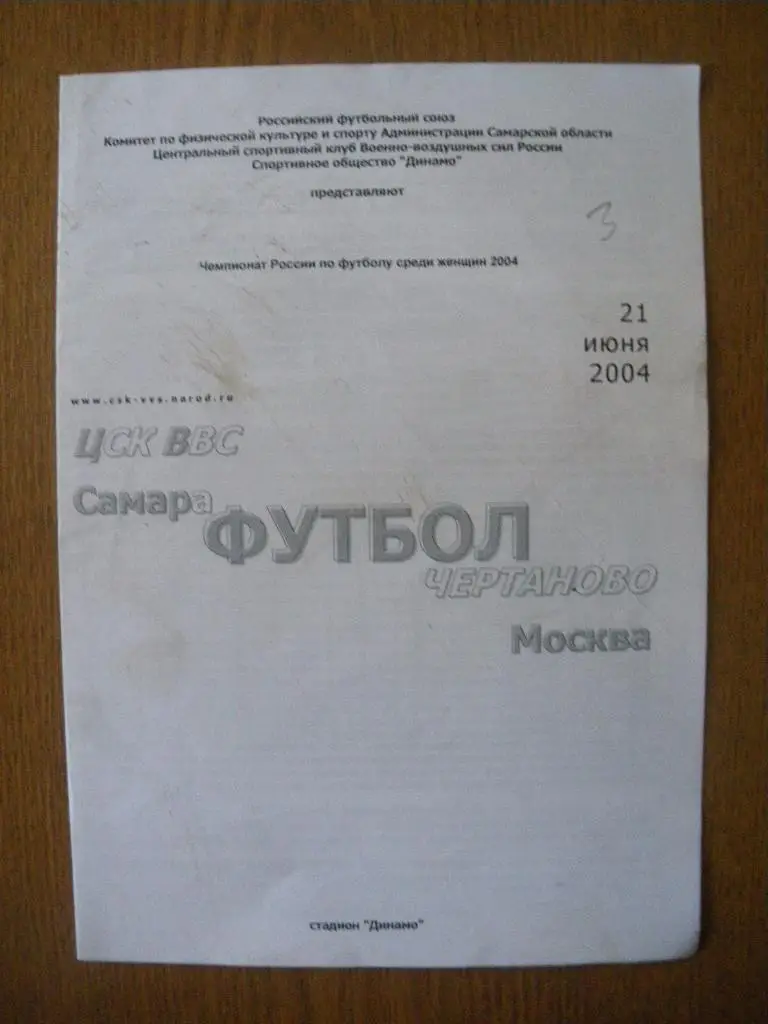 Российский футбольный союз
Комитет по физической культуре и спорту Администрации Самарской области
Центральный спортивный клуб Военно-воздушных сил России
Спортивное общество "Динамо"
представляют
3
Чемпионат России по футболу среди женщин 2004
21
июня
2004
www.csk-vvs.narod.ru
ЦСК ВВС
Самара
ФУТБОЛ
ЧЕРТАНОВО
Москва
стадион "Динамо"